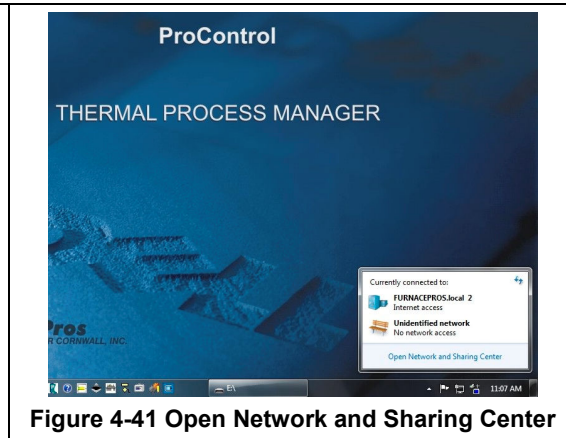 ProControl
THERMAL PROCESS MANAGER
Currently connected to:
FURNACEPROS.local 2
Internet access
Unidentified network
No network access
Open Network and Sharing Center
Pros
R CORNWALL, INC.
E:\
11:07 AM
Figure 4-41 Open Network and Sharing Center